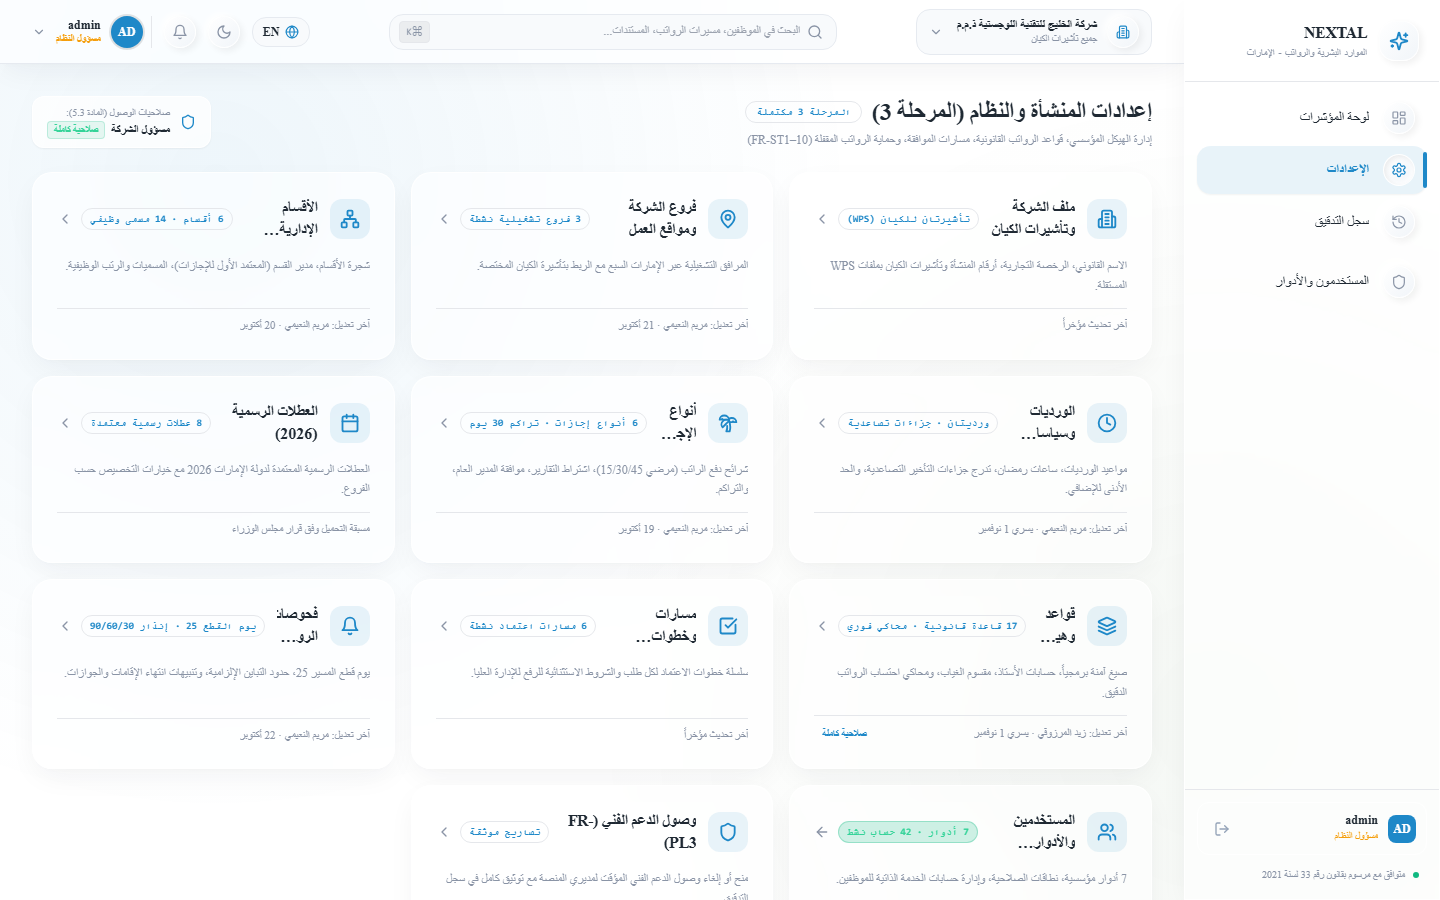 NEXTAL
الموارد البشرية والرواتب - الإمارات
لوحة المؤشرات
الإعدادات
سجل التدقيق
المستخدمون والأدوار
admin
مسؤول النظام
AD
متوافق مع مرسوم بقانون رقم 33 لسنة 2021
شركة الخليج للتقنية اللوجستية ذ.م.م
جميع تأشيرات الكيان
البحث في الموظفين، مسيرات الرواتب، المستندات...
⌘K
EN
AD
admin
مسؤول النظام
إعدادات المنشأة والنظام (المرحلة 3)
المرحلة 3 مكتملة
إدارة الهيكل المؤسسي، قواعد الرواتب القانونية، مسارات الموافقة، وحماية الرواتب المقفلة (FR-ST1–10)
صلاحيات الوصول (المادة 5.3):
مسؤول الشركة
صلاحية كاملة
ملف الشركة وتأشيرات الكيان
تأشيرتان للكيان (WPS)
الاسم القانوني، الرخصة التجارية، أرقام المنشأة وتأشيرات الكيان بملفات WPS المستقلة.
آخر تحديث مؤخراً
فروع الشركة ومواقع العمل
3 فروع تشغيلية نشطة
المرافق التشغيلية عبر الإمارات السبع مع الربط بتأشيرة الكيان المختصة.
آخر تعديل: مريم النعيمي · 21 أكتوبر
الأقسام الإدارية...
6 أقسام · 14 مسمى وظيفي
شجرة الأقسام، مدير القسم (المعتمد الأول للإجازات)، المسميات والرتب الوظيفية.
آخر تعديل: مريم النعيمي · 20 أكتوبر
الورديات وسياسا...
ورديتان · جزاءات تصاعدية
مواعيد الورديات، ساعات رمضان، تدرج جزاءات التأخير التصاعدية، والحد الأدنى للإضافي.
آخر تعديل: مريم النعيمي · يسري 1 نوفمبر
أنواع الإجـ...
6 أنواع إجازات · تراكم 30 يوم
شرائح دفع الراتب (مرضي 15/30/45)، اشتراط التقارير، موافقة المدير العام، والتراكم.
آخر تعديل: مريم النعيمي · 19 أكتوبر
العطلات الرسمية (2026)
8 عطلات رسمية معتمدة
العطلات الرسمية المعتمدة لدولة الإمارات 2026 مع خيارات التخصيص حسب الفروع.
مسبقة التحميل وفق قرار مجلس الوزراء
قواعد وهيـ...
17 قاعدة قانونية · محاكي فوري
صيغ آمنة برمجياً، حسابات الأستاذ، مقسوم الغياب، ومحاكي احتساب الرواتب الدقيق.
آخر تعديل: زيد المرزوقي · يسري 1 نوفمبر
صلاحية كاملة
مسارات وخطوات...
6 مسارات اعتماد نشطة
سلسلة خطوات الاعتماد لكل طلب والشروط الاستثنائية للرفع للإدارة العليا.
آخر تحديث مؤخراً
فحوصات الرو...
يوم القطع 25 · إنذار 90/60/30
يوم قطع المسير 25، حدود التباين الإلزامية، وتنبيهات انتهاء الإقامات والجوازات.
آخر تعديل: مريم النعيمي · 22 أكتوبر
المستخدمين والأدوار...
7 أدوار · 42 حساب نشط
7 أدوار مؤسسية، نطاقات الصلاحية، وإدارة حسابات الخدمة الذاتية للموظفين.
وصول الدعم الفني (FR-PL3)
تصاريح موثقة
منح أو إلغاء وصول الدعم الفني المؤقت لمديري المنصة مع توثيق كامل في سجل التدقيق.